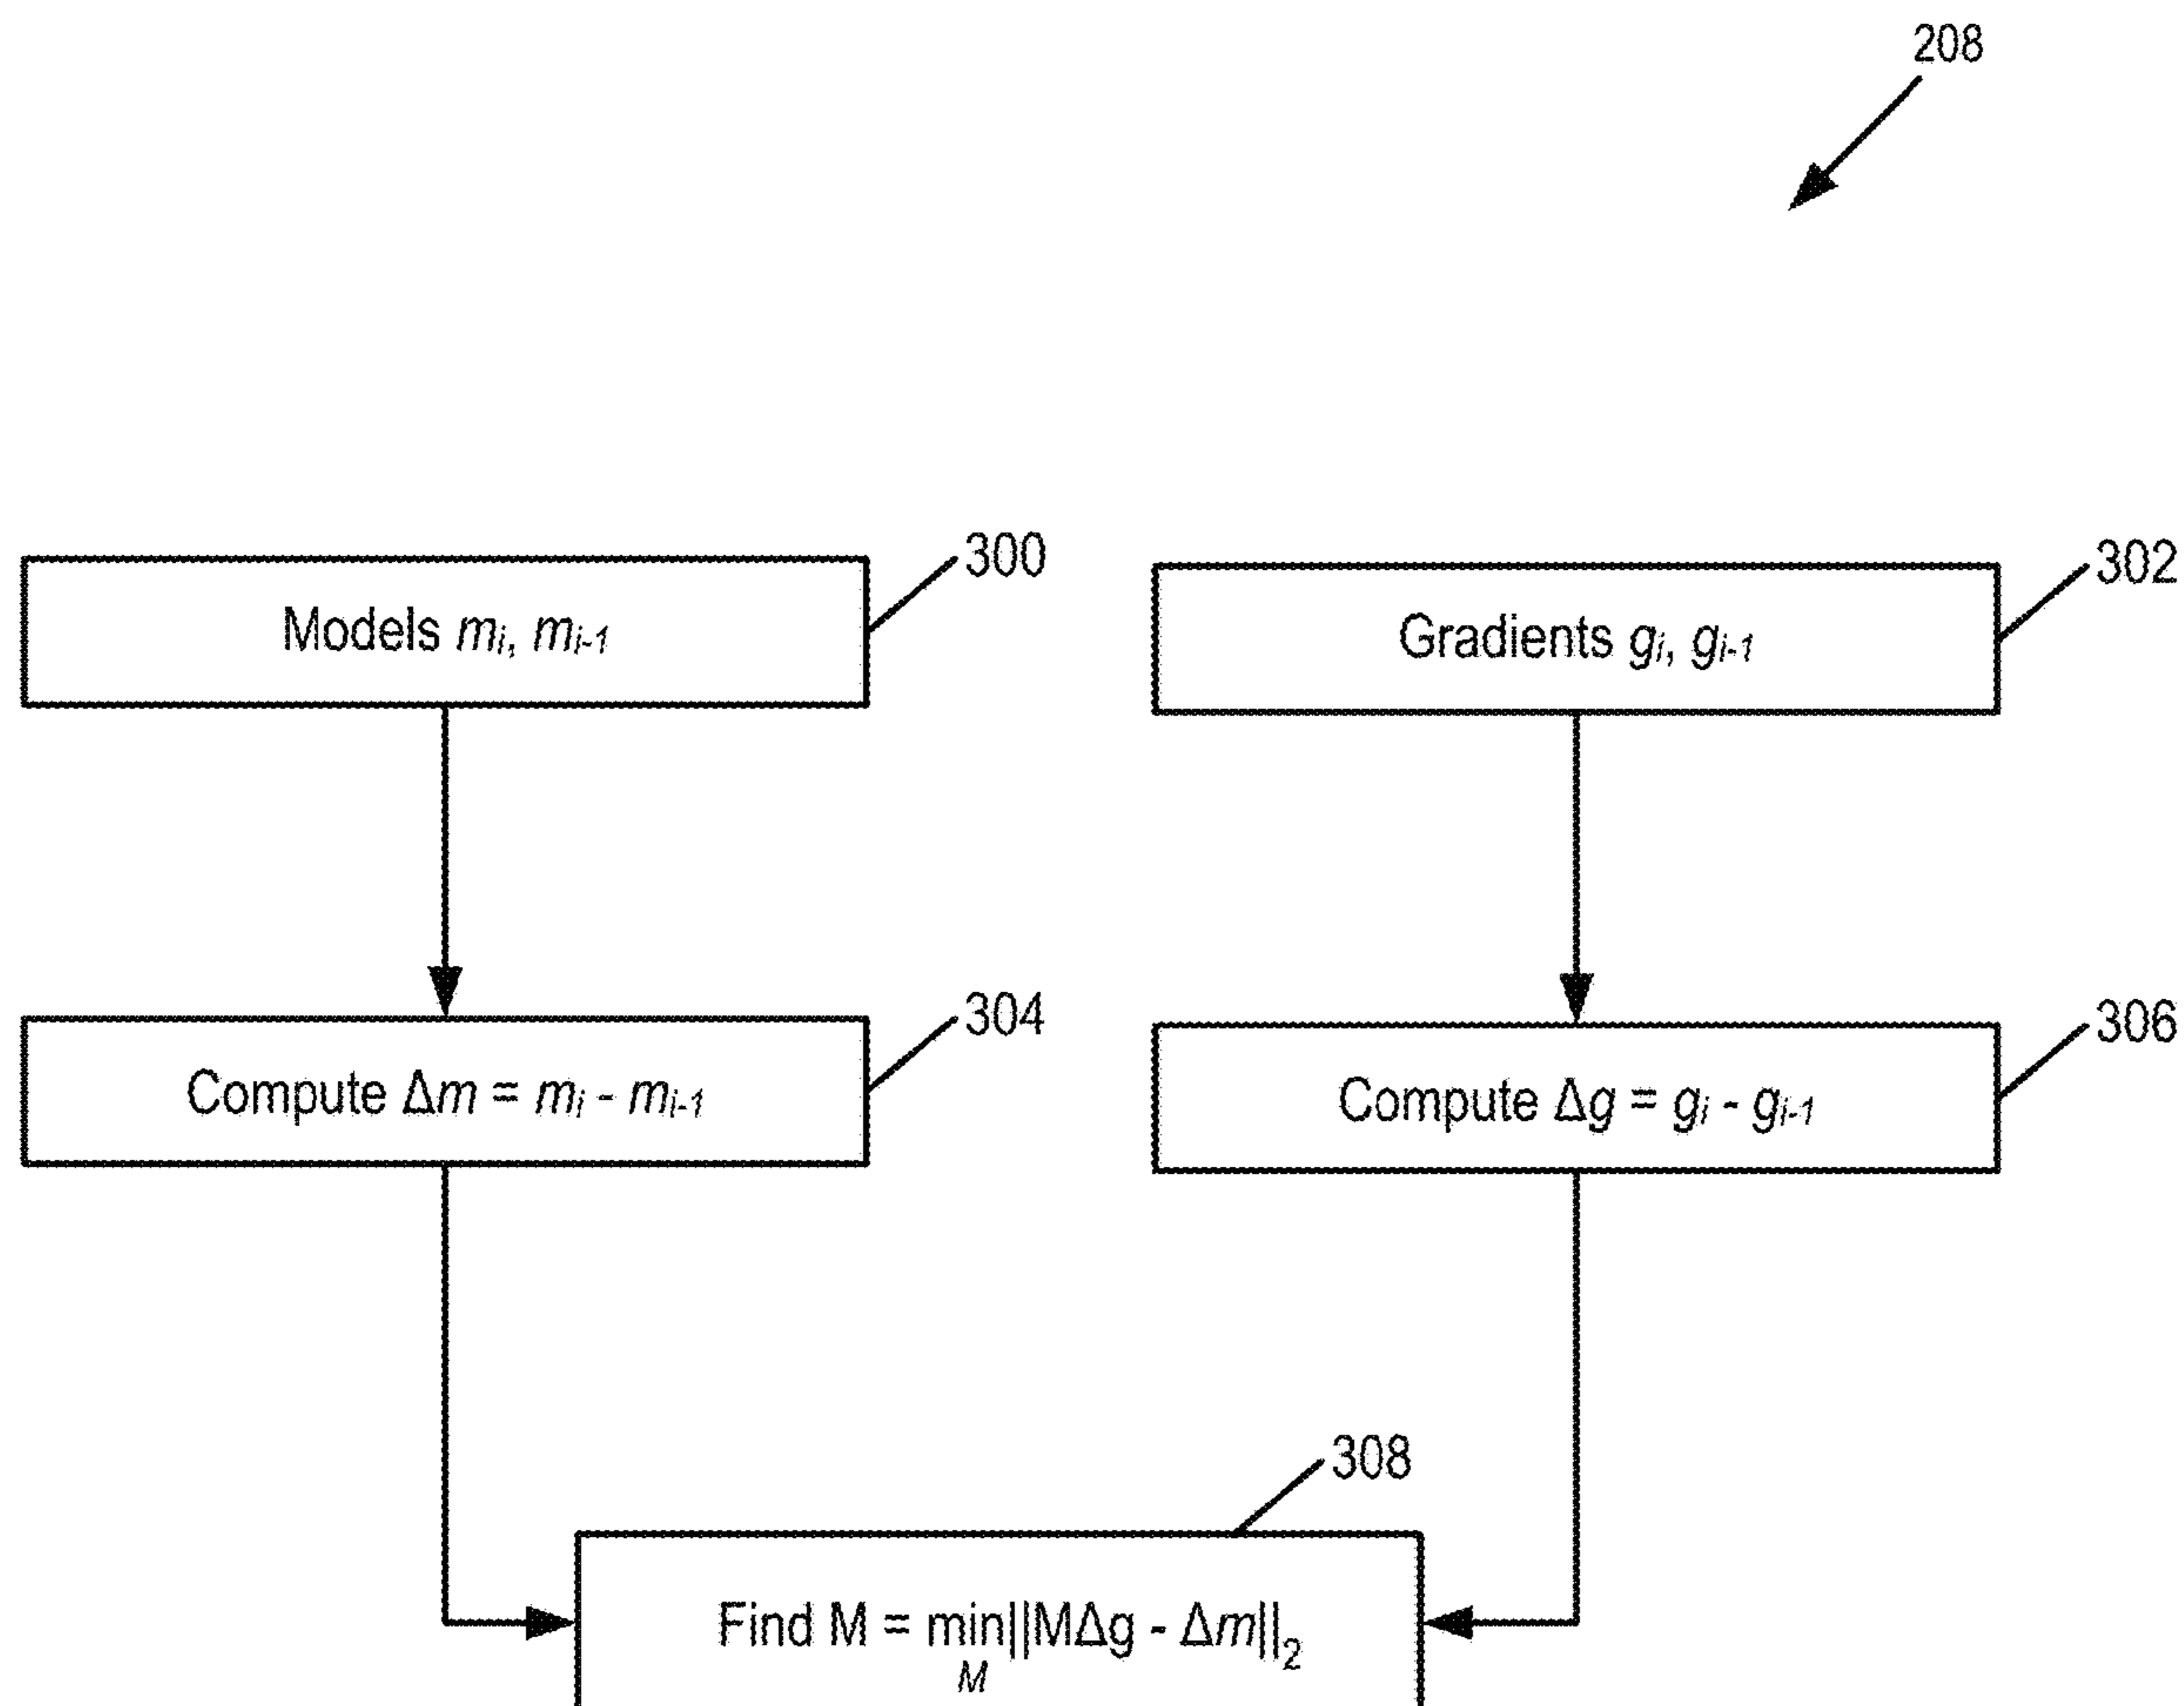 208
300
Models mᵢ, mᵢ₋₁
302
Gradients gᵢ, gᵢ₋₁
304
Compute Δm = mᵢ - mᵢ₋₁
306
Compute Δg = gᵢ - gᵢ₋₁
308
Find M = min||MΔg - Δm||₂
M